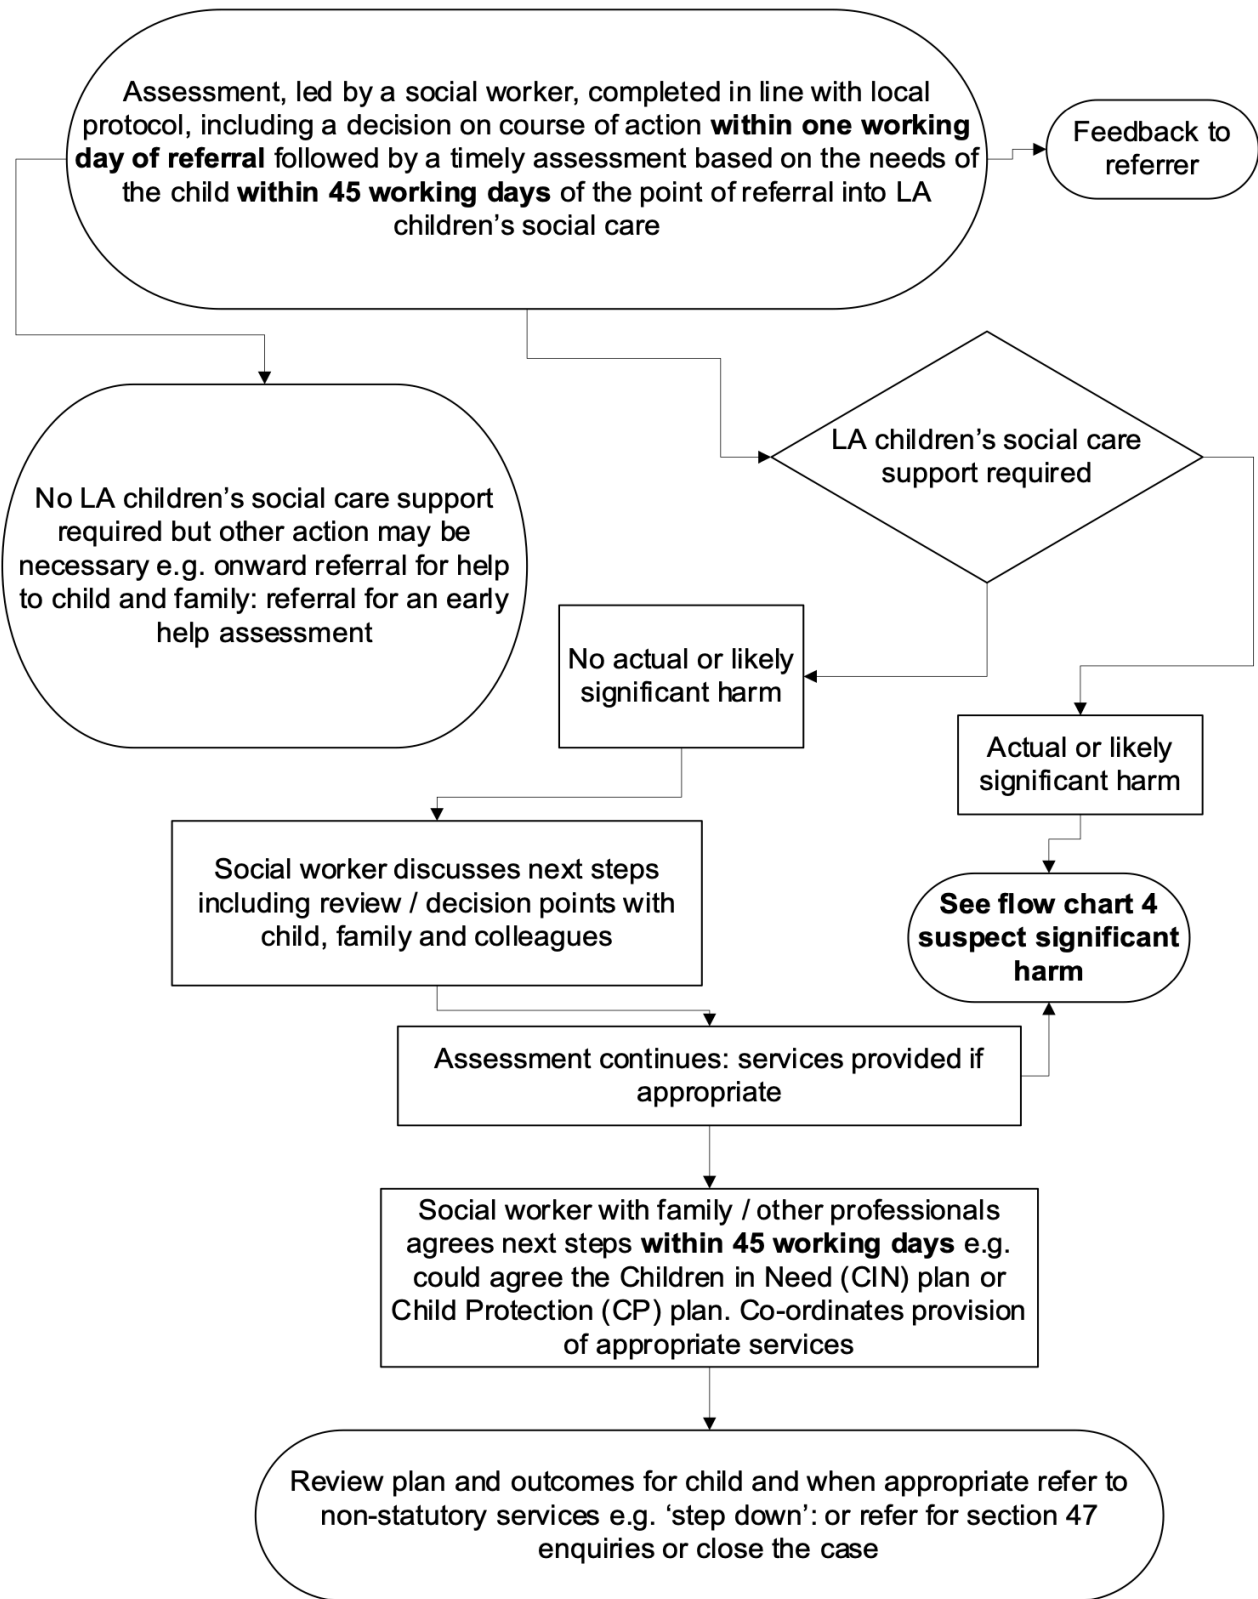 Assessment, led by a social worker, completed in line with local
protocol, including a decision on course of action within one working
day of referral followed by a timely assessment based on the needs of
the child within 45 working days of the point of referral into LA
children’s social care
Feedback to
referrer
LA children’s social care
support required
No LA children’s social care support
required but other action may be
necessary e.g. onward referral for help
to child and family: referral for an early
help assessment
No actual or likely
significant harm
Actual or likely
significant harm
Social worker discusses next steps
including review / decision points with
child, family and colleagues
See flow chart 4
suspect significant
harm
Assessment continues: services provided if
appropriate
Social worker with family / other professionals
agrees next steps within 45 working days e.g.
could agree the Children in Need (CIN) plan or
Child Protection (CP) plan. Co-ordinates provision
of appropriate services
Review plan and outcomes for child and when appropriate refer to
non-statutory services e.g. ‘step down’: or refer for section 47
enquiries or close the case